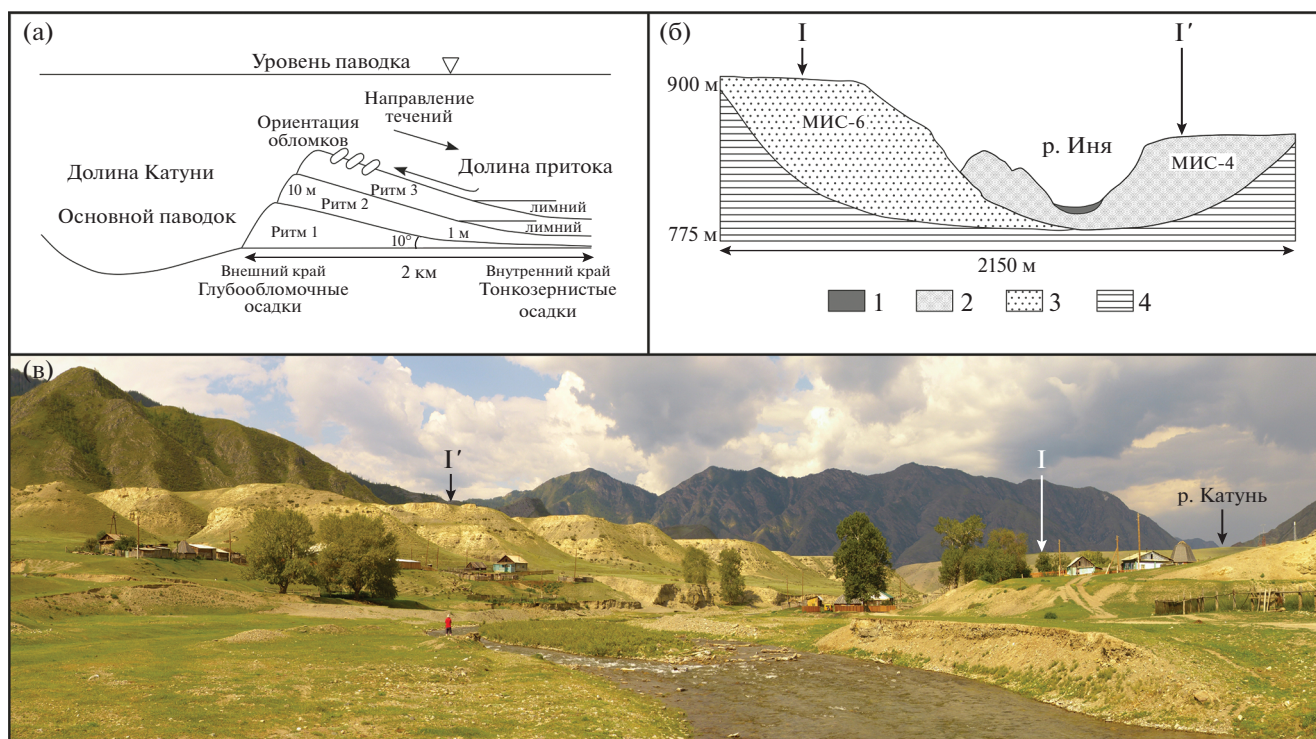 (а)
Уровень паводка
Направление
течений
Ориентация
обломков
Долина Катуни
Долина притока
10 м
Ритм 3
Ритм 2
лимний
Основной паводок
Ритм 1
10°
1 м
лимний
Внешний край
2 км
Внутренний край
Глубообломочные
Тонкозернистые
осадки
осадки
(б)
I
I′
900 м
МИС-6
р. Иня
МИС-4
775 м
2150 м
1
2
3
4
(в)
I′
I
р. Катунь